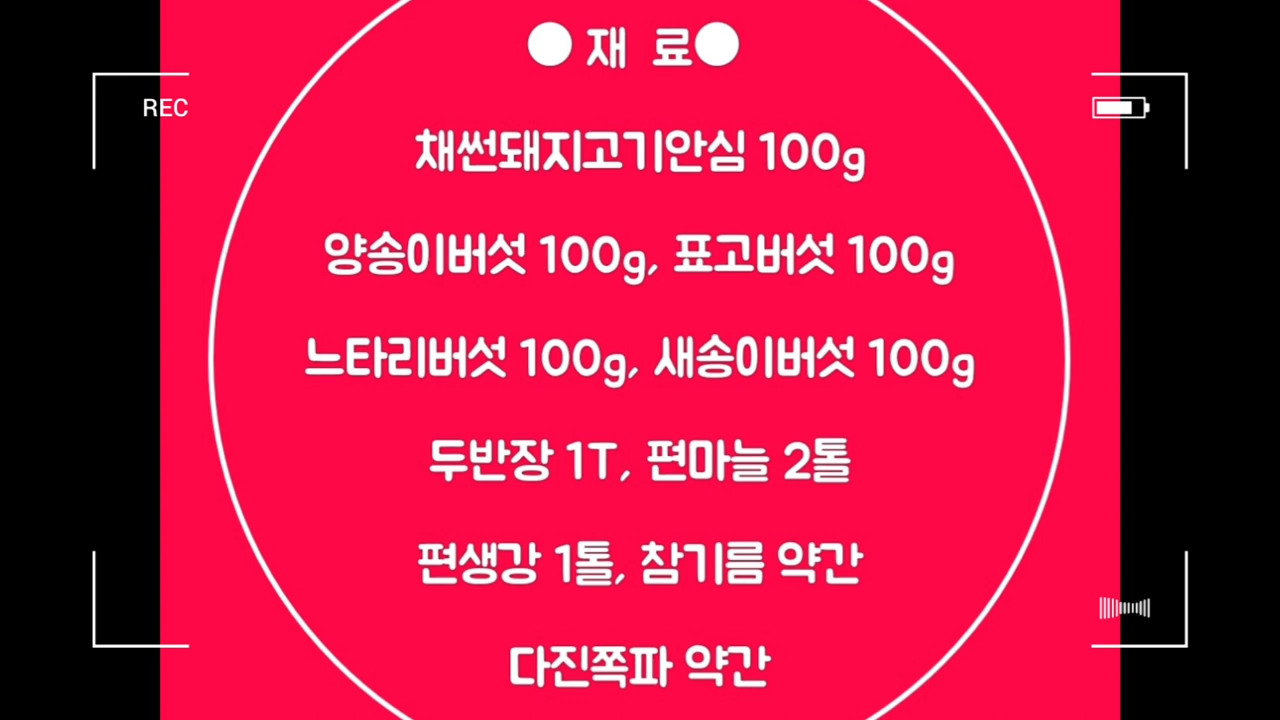 ● 재 료●
REC
채썬돼지고기안심 100g
양송이버섯 100g, 표고버섯 100g
느타리버섯 100g, 새송이버섯 100g
두반장 1T, 편마늘 2톨
편생강 1톨, 참기름 약간
다진쪽파 약간